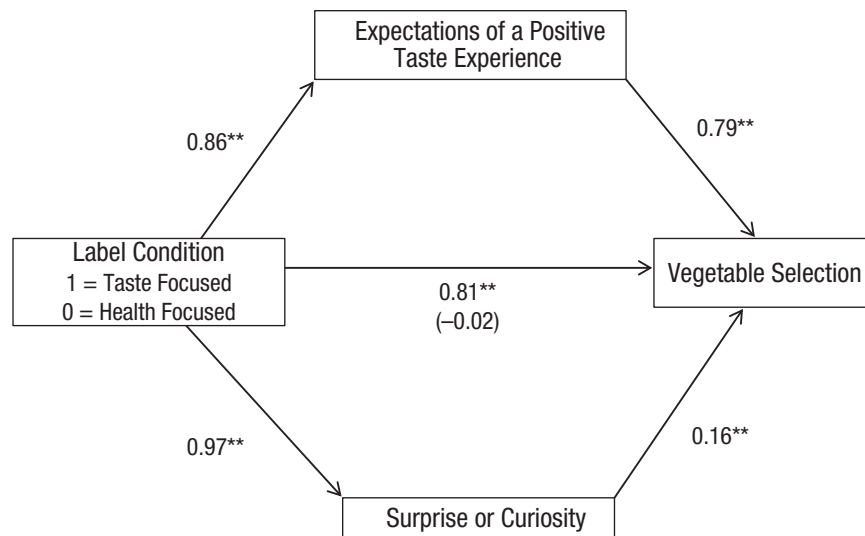 Expectations of a Positive
Taste Experience
0.86**
0.79**
Label Condition
1 = Taste Focused
0 = Health Focused
Vegetable Selection
0.81**
(–0.02)
0.97**
0.16**
Surprise or Curiosity